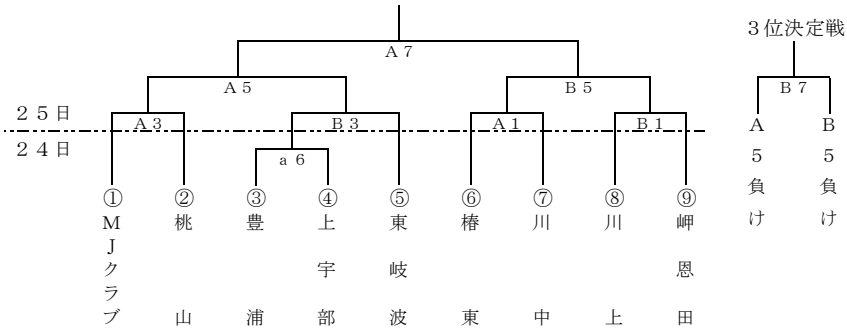 A7
3位決定戦
A5
B5
B7
25日
A3
B3
A1
B1
24日
a6
A5負け
B5負け
①MJクラブ
②桃山
③豊浦
④上宇部
⑤東岐波
⑥椿東
⑦川中
⑧川上
⑨岬恩田